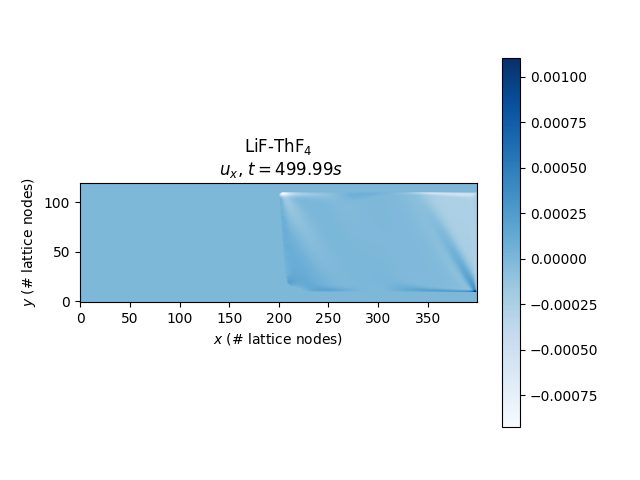 LiF-ThF₄
uₓ, t = 499.99s
y (# lattice nodes)
100
50
0
0 50 100 150 200 250 300 350
x (# lattice nodes)
0.00100
0.00075
0.00050
0.00025
0.00000
−0.00025
−0.00050
−0.00075